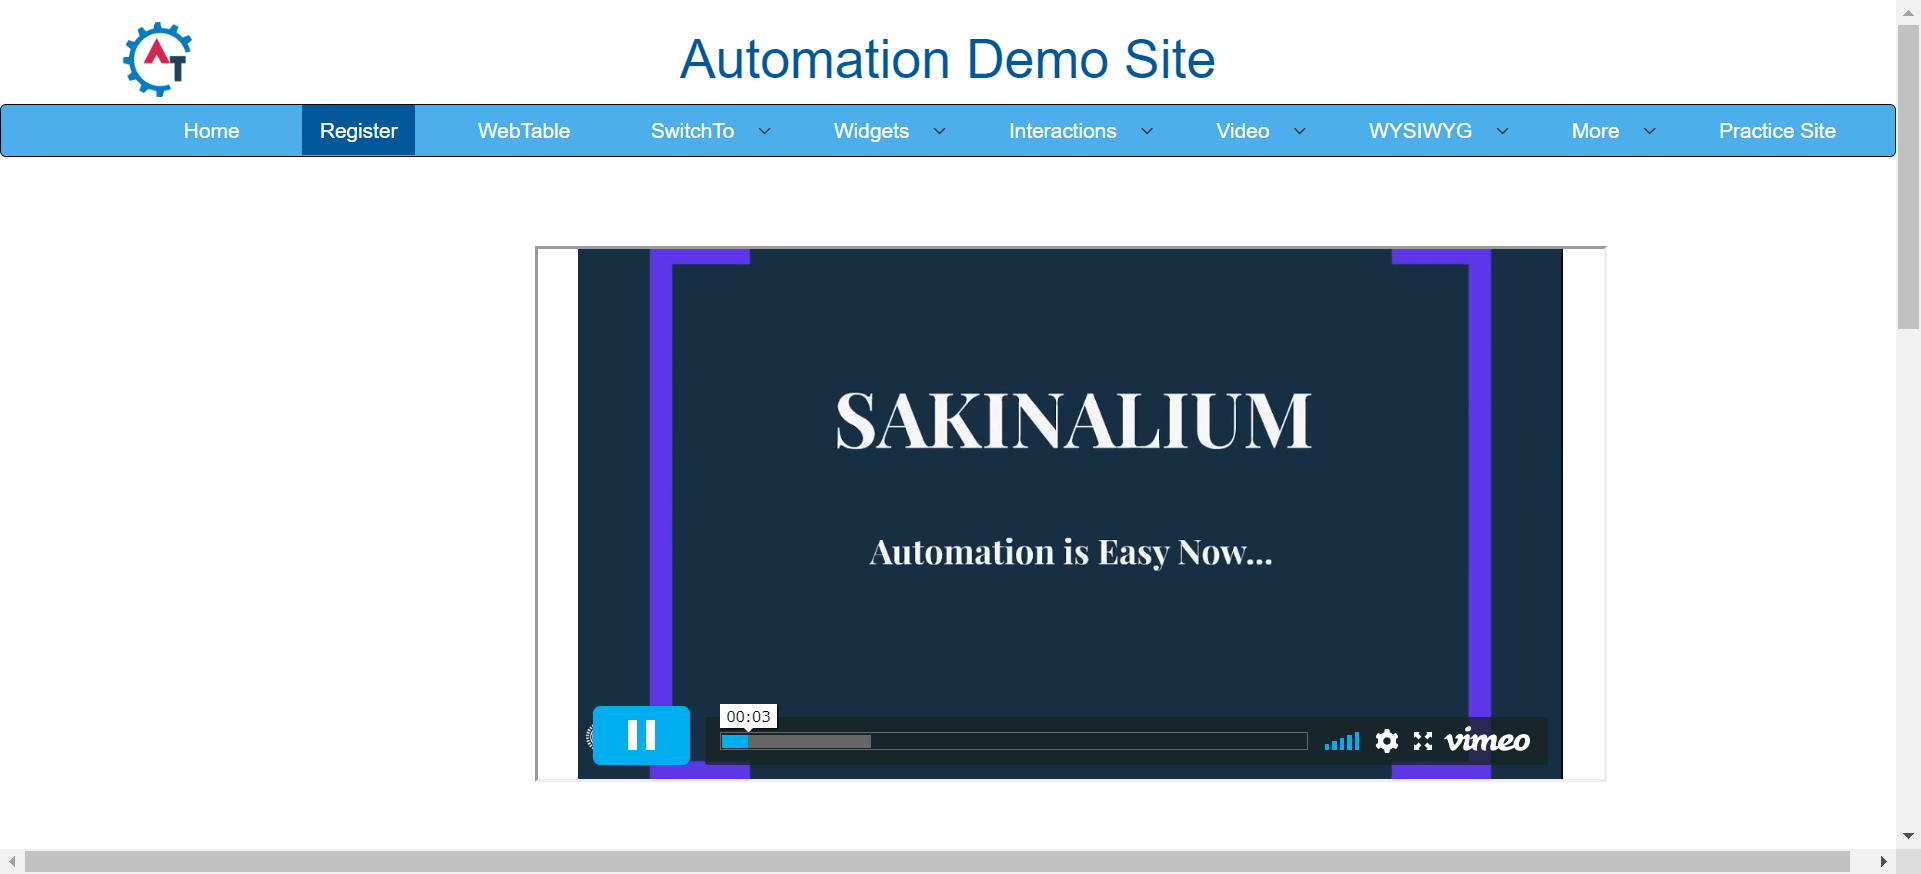 AT
Automation Demo Site
Home Register WebTable SwitchTo Widgets Interactions Video WYSIWYG More Practice Site
SAKINALIUM
Automation is Easy Now...
00:03
vimeo